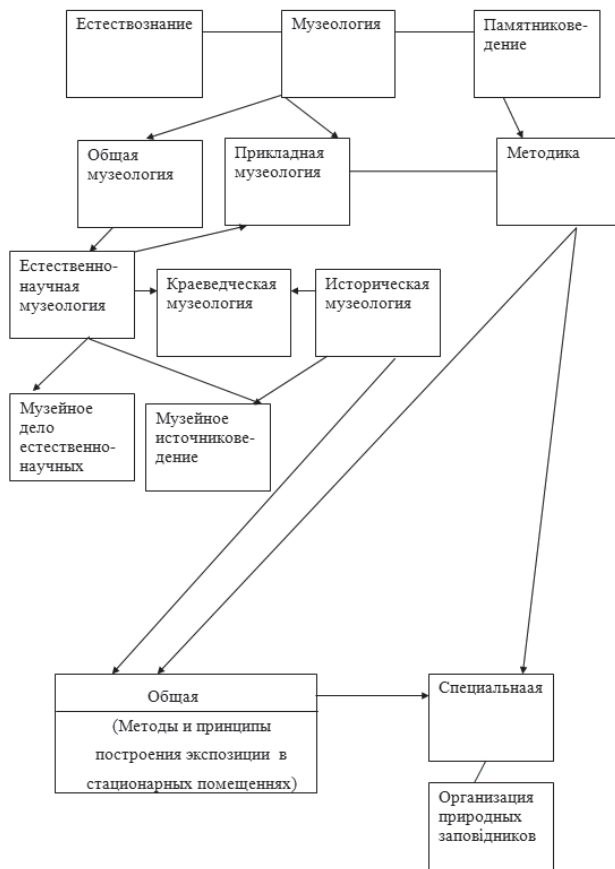 Естествознание
Музеология
Памятникове-
дение
Общая
музеология
Прикладная
музеология
Методика
Естественно-
научная
музеология
Краеведческая
музеология
Историческая
музеология
Музейное
дело
естественно-
научных
Музейное
источникове-
дение
Общая
(Методы и принципы
построения экспозиции в
стационарных помещеннях)
Специальнаая
Организация
природных
заповідников